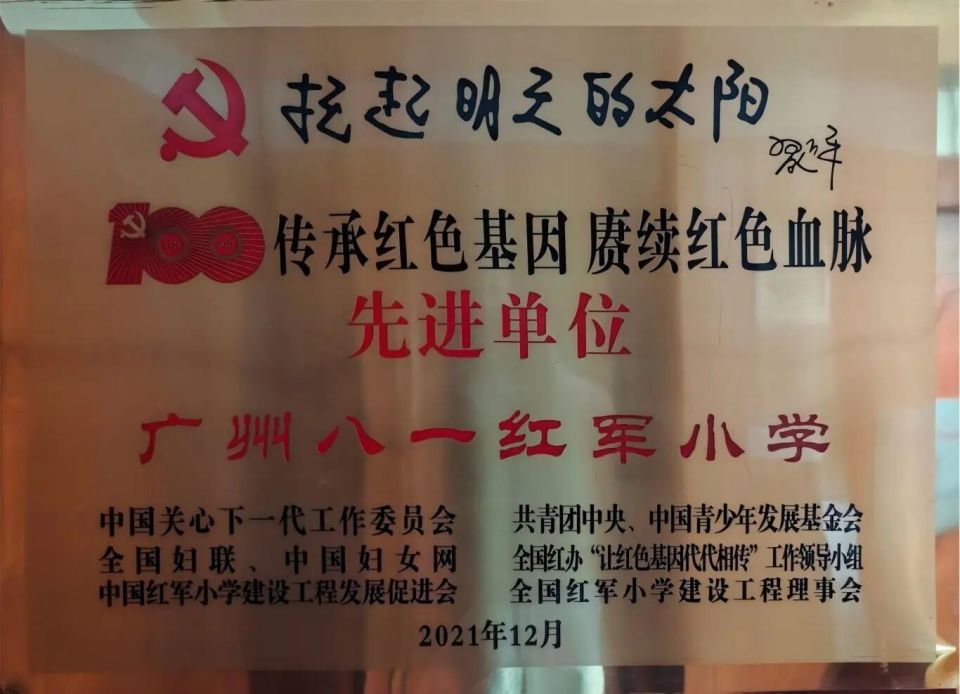 托起明天的太阳
习近平
100 传承红色基因 赓续红色血脉
先进单位
广州八一红军小学
中国关心下一代工作委员会
全国妇联、中国妇女网
中国红军小学建设工程发展促进会
共青团中央、中国青少年发展基金会
全国红办“让红色基因代代相传”工作领导小组
全国红军小学建设工程理事会
2021年12月